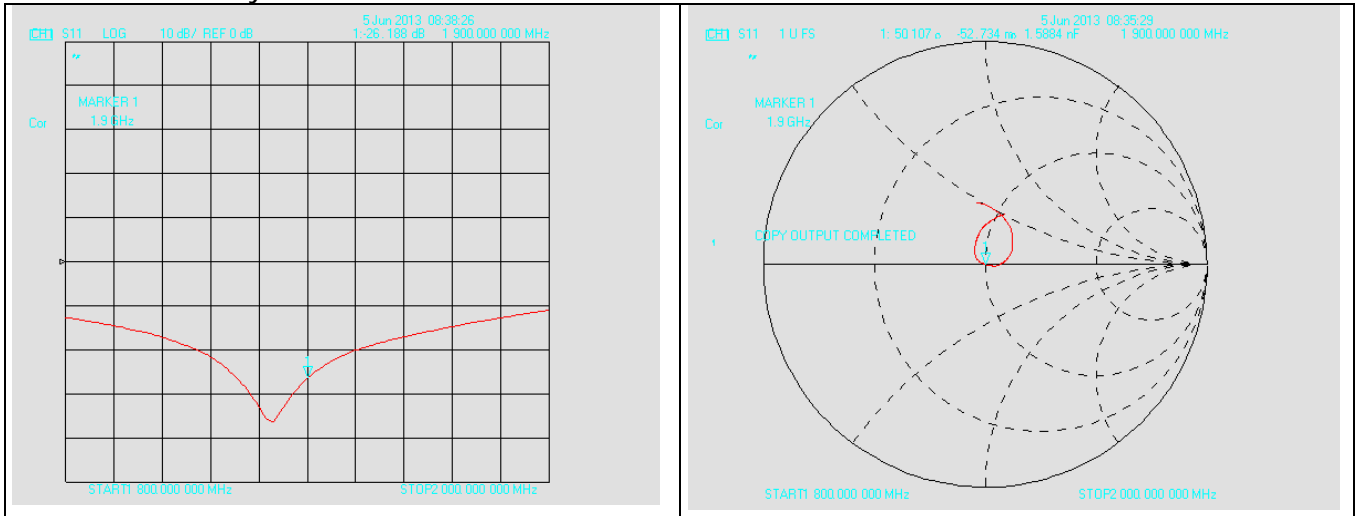 5 Jun 2013 08:38:26
CH1 S11 LOG 10 dB/ REF 0 dB 1:-26.188 dB 1 900.000 000 MHz
MARKER 1
Cor 1.9 GHz
1
START1 800.000 000 MHz STOP2 000.000 000 MHz
5 Jun 2013 08:35:29
CH1 S11 1 U FS 1: 50.107 Ω -52.734 mΩ 1.5884 nF 1 900.000 000 MHz
MARKER 1
Cor 1.9 GHz
COPY OUTPUT COMPLETED
1
START1 800.000 000 MHz STOP2 000.000 000 MHz